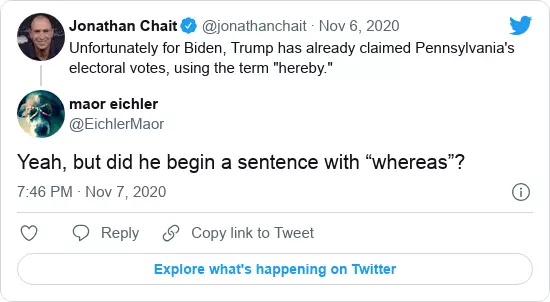 Jonathan Chait @jonathanchait · Nov 6, 2020
Unfortunately for Biden, Trump has already claimed Pennsylvania's
electoral votes, using the term "hereby."
maor eichler
@EichlerMaor
Yeah, but did he begin a sentence with “whereas”?
7:46 PM · Nov 7, 2020
Reply
Copy link to Tweet
Explore what's happening on Twitter